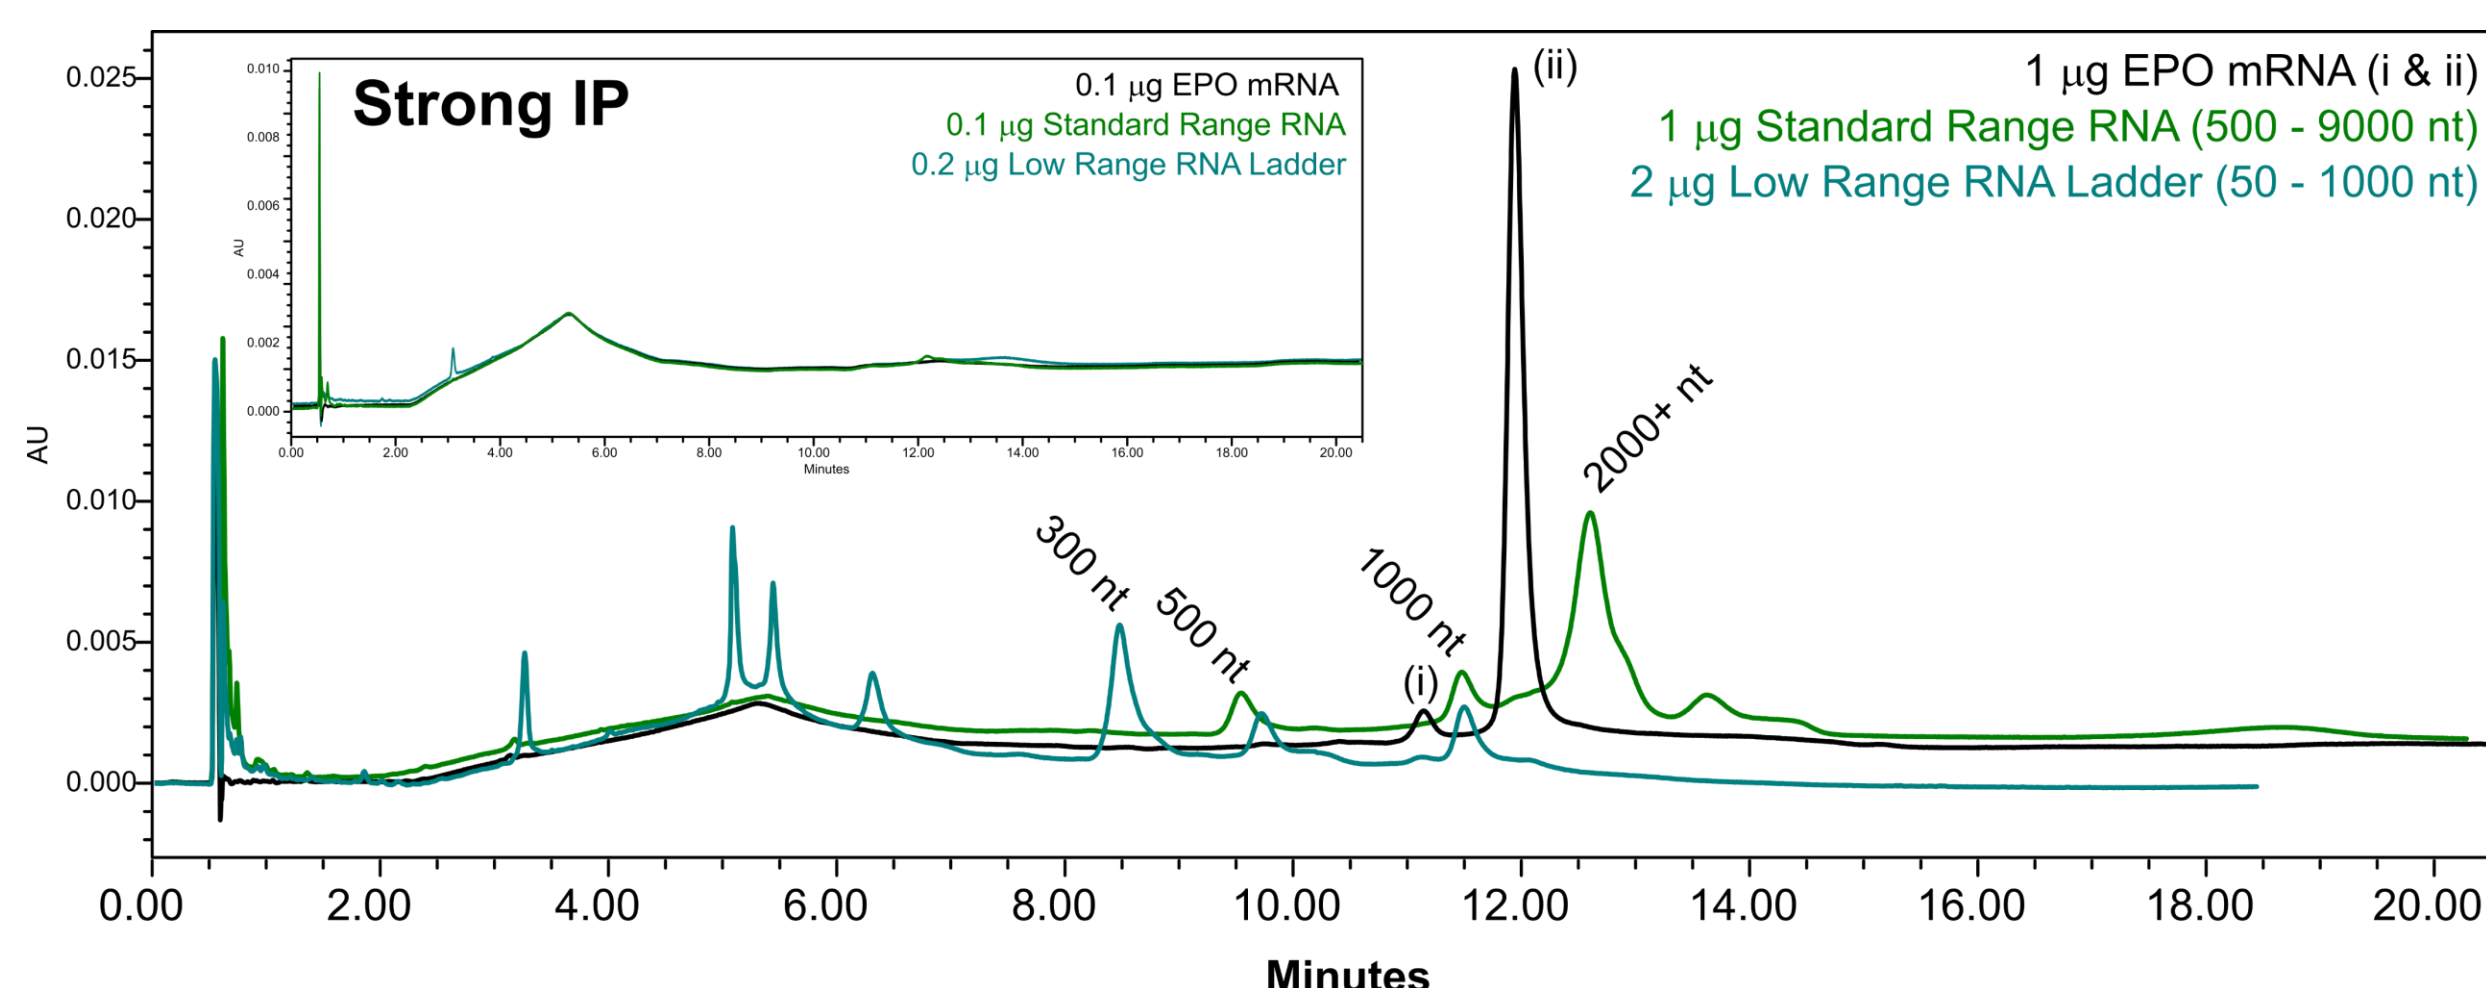 0.025
0.020
0.015
0.010
0.005
0.000
AU
0.00
2.00
4.00
6.00
8.00
10.00
12.00
14.00
16.00
18.00
20.00
Minutes
1 μg EPO mRNA (i & ii)
1 μg Standard Range RNA (500 - 9000 nt)
2 μg Low Range RNA Ladder (50 - 1000 nt)
300 nt
500 nt
1000 nt
(i)
(ii)
2000+ nt
Strong IP
0.1 μg EPO mRNA
0.1 μg Standard Range RNA
0.2 μg Low Range RNA Ladder
0.010
0.008
0.006
0.004
0.002
0.000
AU
0.00
2.00
4.00
6.00
8.00
10.00
12.00
14.00
16.00
18.00
20.00
Minutes